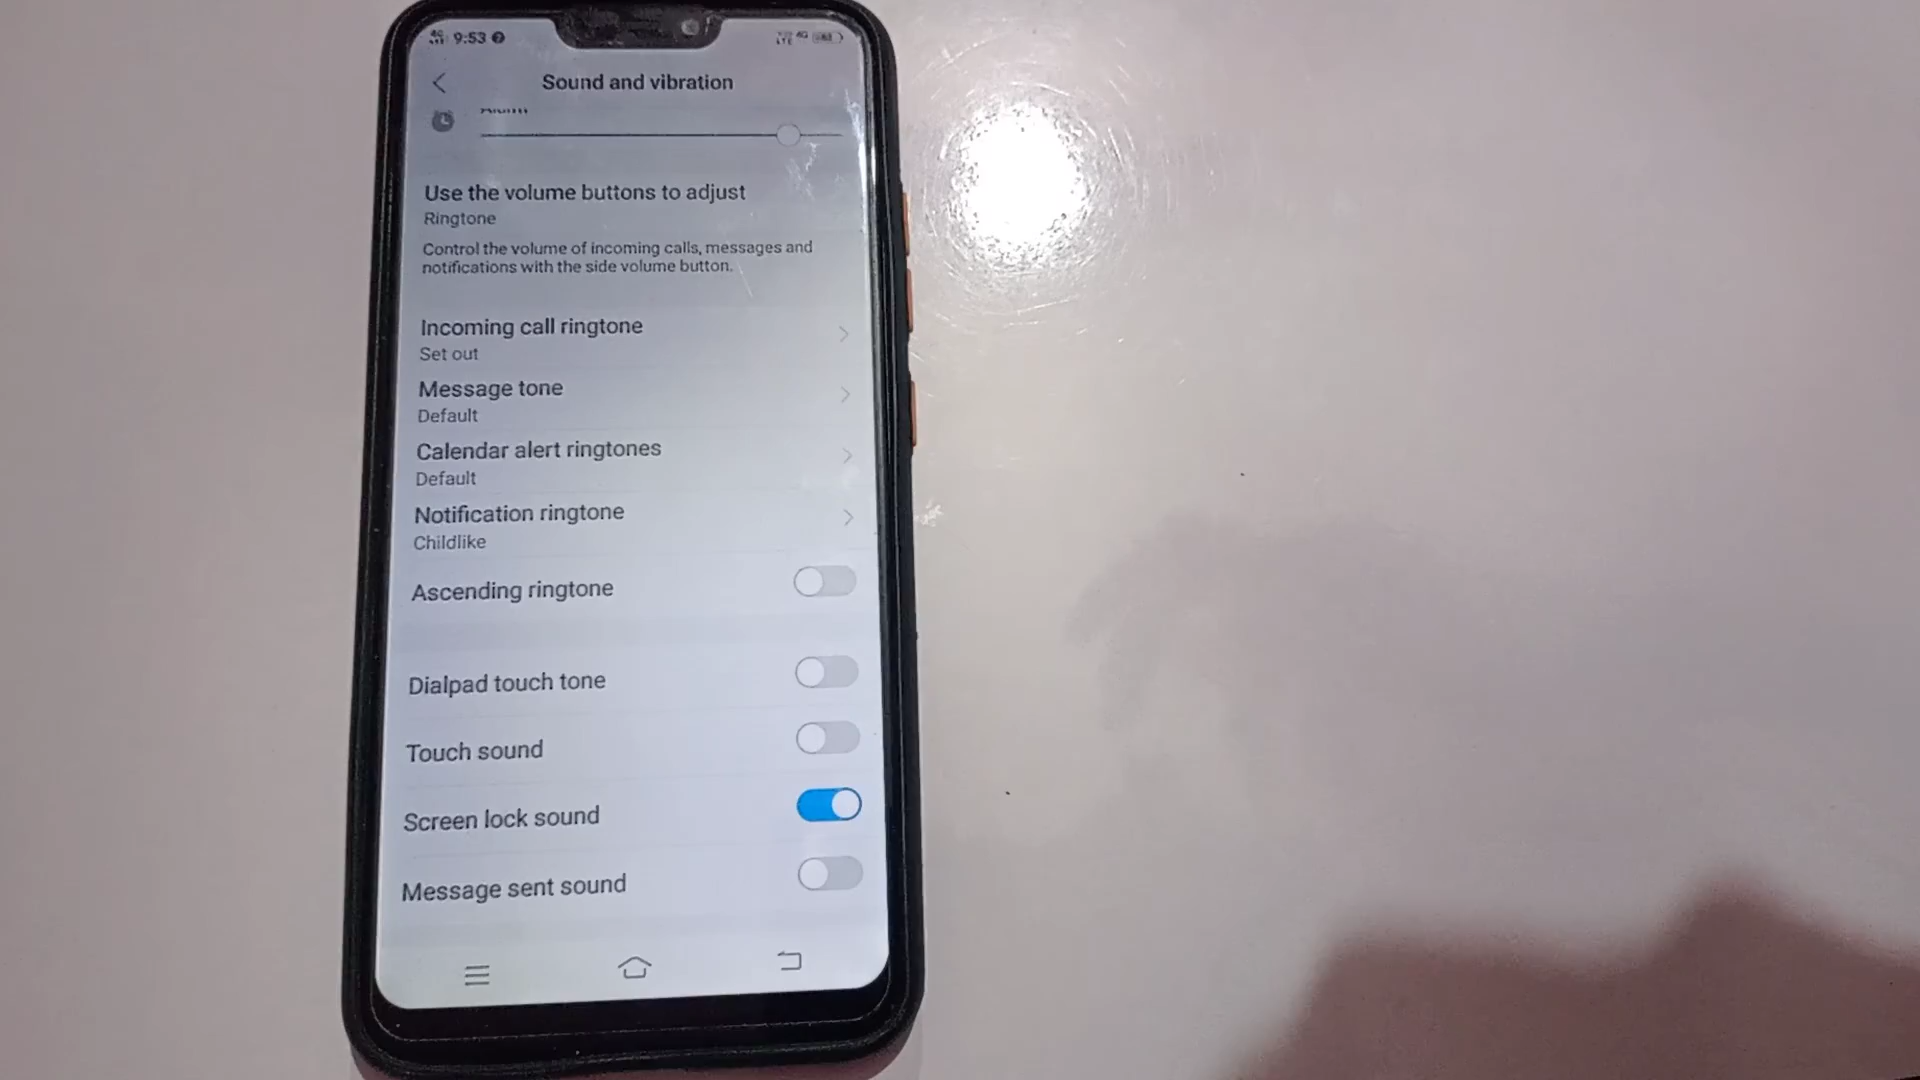 9:53
Sound and vibration
Use the volume buttons to adjust
Ringtone
Control the volume of incoming calls, messages and
notifications with the side volume button.
Incoming call ringtone
Set out
Message tone
Default
Calendar alert ringtones
Default
Notification ringtone
Childlike
Ascending ringtone
Dialpad touch tone
Touch sound
Screen lock sound
Message sent sound